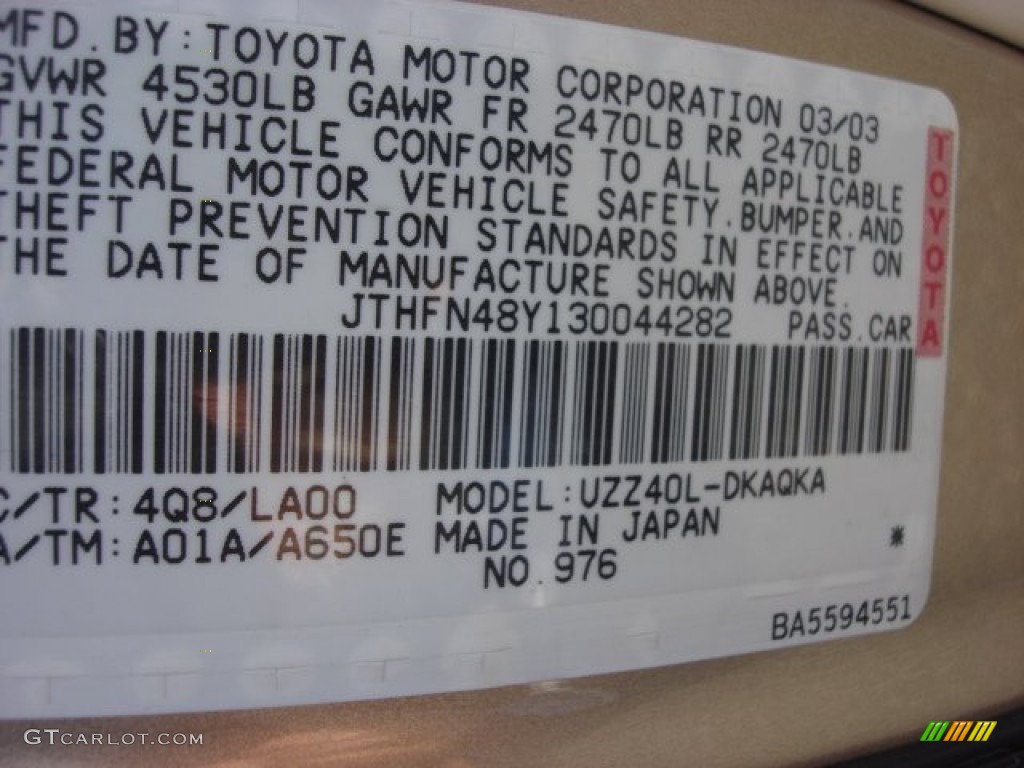 MFD. BY: TOYOTA MOTOR CORPORATION 03/03
GVWR 4530LB GAWR FR 2470LB RR 2470LB
THIS VEHICLE CONFORMS TO ALL APPLICABLE
FEDERAL MOTOR VEHICLE SAFETY.BUMPER.AND
THEFT PREVENTION STANDARDS IN EFFECT ON
THE DATE OF MANUFACTURE SHOWN ABOVE.
JTHFN48Y130044282 PASS.CAR
TOYOTA
C/TR:4Q8/LA00 MODEL:UZZ40L-DKAQKA
A/TM:A01A/A650E MADE IN JAPAN *
NO.976
BA5594551
GTCARLOT.COM